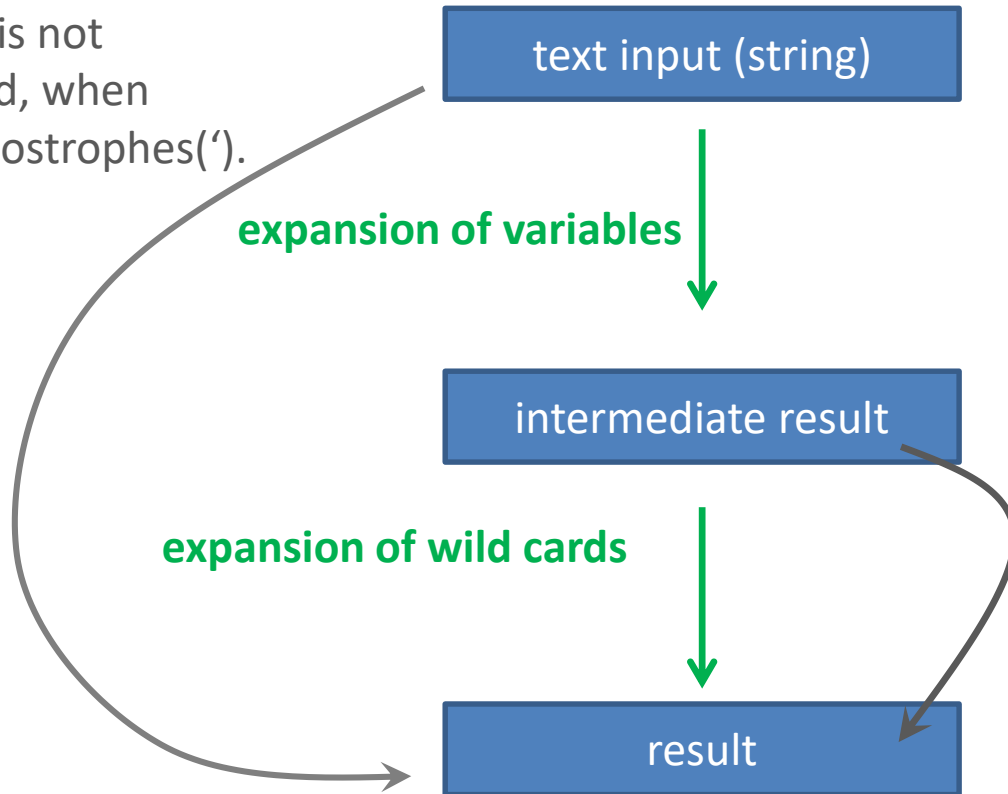 is not
d, when
ostrophes(‘).
text input (string)
expansion of variables
intermediate result
expansion of wild cards
result